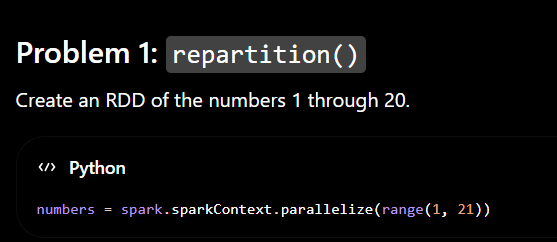 Problem 1: repartition()
Create an RDD of the numbers 1 through 20.
</> Python
numbers = spark.sparkContext.parallelize(range(1, 21))